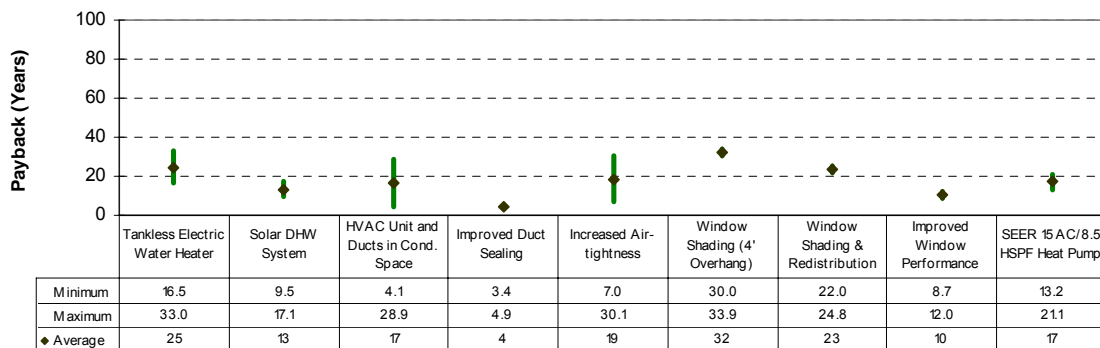 100
80
60
40
20
0
Payback (Years)
Tankless Electric Water Heater
Solar DHW System
HVAC Unit and Ducts in Cond. Space
Improved Duct Sealing
Increased Air-tightness
Window Shading (4' Overhang)
Window Shading & Redistribution
Improved Window Performance
SEER 15 AC/8.5 HSPF Heat Pump
Minimum 16.5 9.5 4.1 3.4 7.0 30.0 22.0 8.7 13.2
Maximum 33.0 17.1 28.9 4.9 30.1 33.9 24.8 12.0 21.1
Average 25 13 17 4 19 32 23 10 17